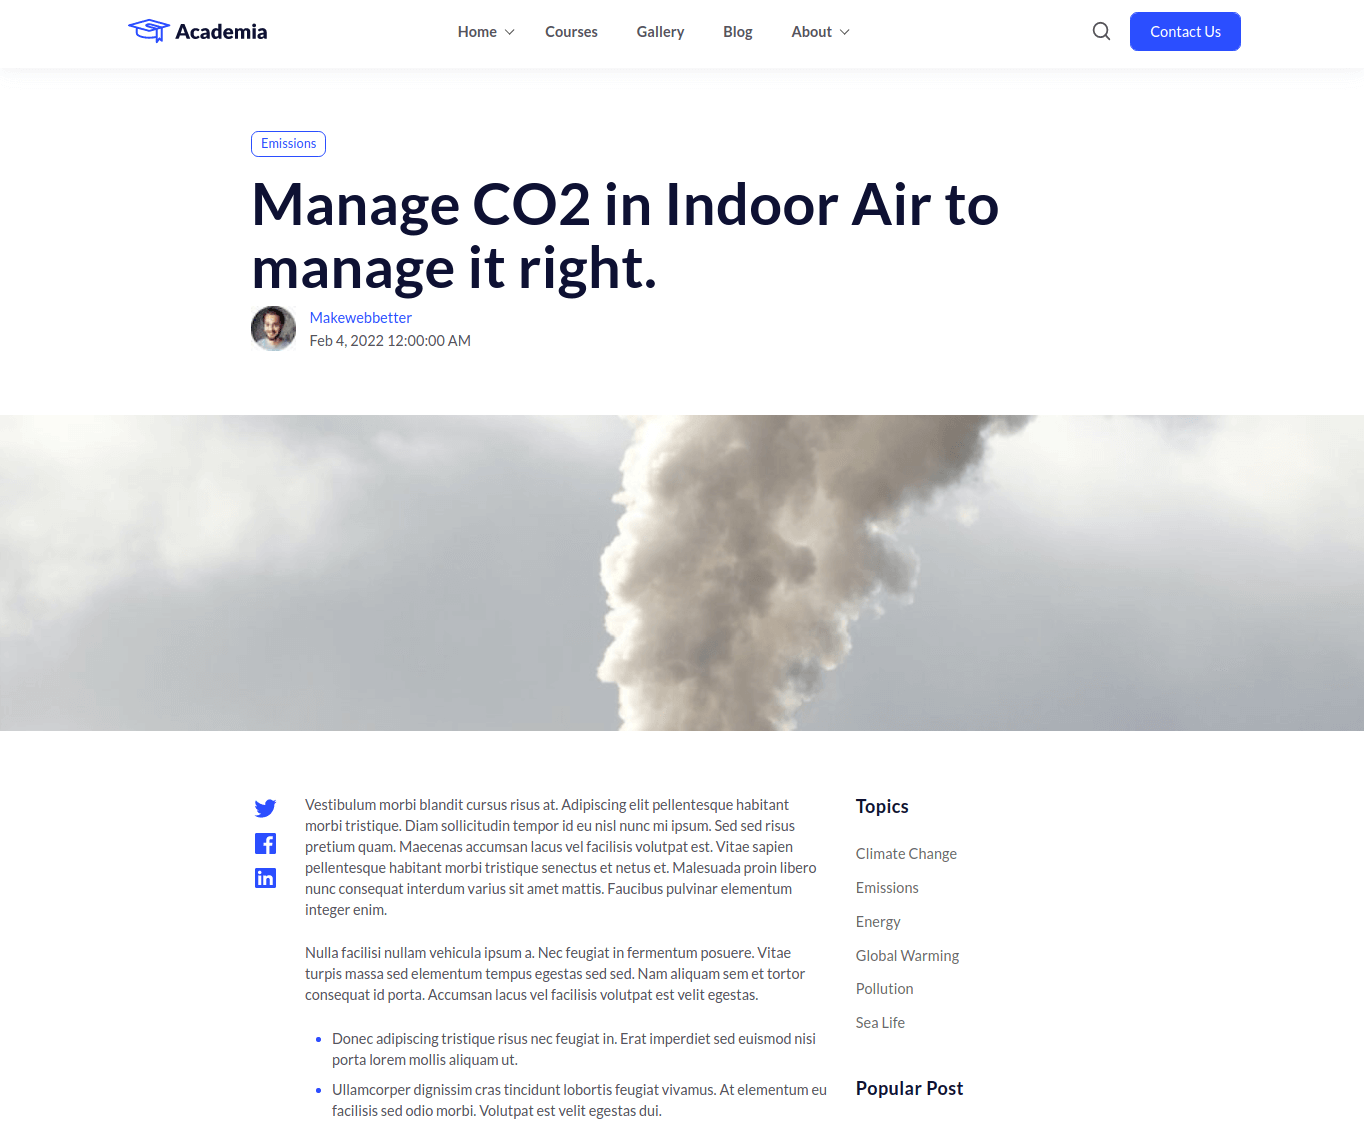 Academia
Home
Courses
Gallery
Blog
About
Contact Us
Emissions
Manage CO2 in Indoor Air to
manage it right.
Makewebbetter
Feb 4, 2022 12:00:00 AM
Vestibulum morbi blandit cursus risus at. Adipiscing elit pellentesque habitant
morbi tristique. Diam sollicitudin tempor id eu nisl nunc mi ipsum. Sed sed risus
pretium quam. Maecenas accumsan lacus vel facilisis volutpat est. Vitae sapien
pellentesque habitant morbi tristique senectus et netus et. Malesuada proin libero
nunc consequat interdum varius sit amet mattis. Faucibus pulvinar elementum
integer enim.
Nulla facilisi nullam vehicula ipsum a. Nec feugiat in fermentum posuere. Vitae
turpis massa sed elementum tempus egestas sed sed. Nam aliquam sem et tortor
consequat id porta. Accumsan lacus vel facilisis volutpat est velit egestas.
Donec adipiscing tristique risus nec feugiat in. Erat imperdiet sed euismod nisi
porta lorem mollis aliquam ut.
Ullamcorper dignissim cras tincidunt lobortis feugiat vivamus. At elementum eu
facilisis sed odio morbi. Volutpat est velit egestas dui.
Topics
Climate Change
Emissions
Energy
Global Warming
Pollution
Sea Life
Popular Post